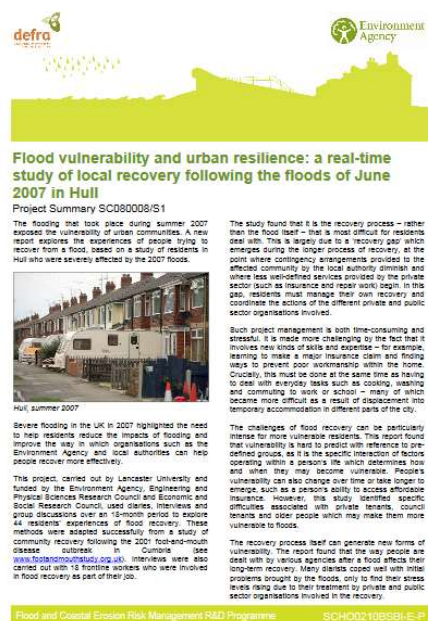 defra
Environment
Agency
Flood vulnerability and urban resilience: a real-time
study of local recovery following the floods of June
2007 in Hull
Project Summary SC080008/S1
The flooding that took place during summer 2007
exposed the vulnerability of urban communities. A new
report explores the experiences of people trying to
recover from a flood, based on a study of residents in
Hull who were severely affected by the 2007 floods.
Hull, summer 2007
Severe flooding in the UK in 2007 highlighted the need
to help residents reduce the impacts of flooding and
improve the way in which organisations such as the
Environment Agency and local authorities can help
people recover more effectively.
This project, carried out by Lancaster University and
funded by the Environment Agency, Engineering and
Physical Sciences Research Council and Economic and
Social Research Council, used diaries, interviews and
group discussions over an 18-month period to explore
44 residents' experiences of flood recovery. These
methods were adapted successfully from a study of
community recovery following the 2001 foot-and-mouth
disease outbreak in Cumbria (see
www.footandmouthstudy.org.uk). Interviews were also
carried out with 18 frontline workers who were involved
in flood recovery as part of their job.
The study found that it is the recovery process – rather
than the flood itself – that is most difficult for residents
deal with. This is largely due to a 'recovery gap' which
emerges during the longer process of recovery, at the
point where contingency arrangements provided to the
affected community by the local authority diminish and
where less well-defined services provided by the private
sector (such as insurance and repair work) begin. In this
gap, residents must manage their own recovery and
coordinate the actions of the different private and public
sector organisations involved.
Such project management is both time-consuming and
stressful. It is made more challenging by the fact that it
involves new kinds of skills and expertise – for example,
learning to make a major insurance claim and finding
ways to prevent poor workmanship within the home.
Crucially, this must be done at the same time as having
to deal with everyday tasks such as cooking, washing
and commuting to work or school – many of which
became more difficult as a result of displacement into
temporary accommodation in different parts of the city.
The challenges of flood recovery can be particularly
intense for more vulnerable residents. This report found
that vulnerability is hard to predict with reference to pre-
defined groups, as it is the specific interaction of factors
operating within a person's life which determines how
and when they may become vulnerable. People's
vulnerability can also change over time or take longer to
emerge, such as a person's ability to access affordable
insurance. However, this study identified specific
difficulties associated with private tenants, council
tenants and older people which may make them more
vulnerable to floods.
The recovery process itself can generate new forms of
vulnerability. The report found that the way people are
dealt with by various agencies after a flood affects their
long-term recovery. Many diarists coped well with initial
problems brought by the floods, only to find their stress
levels rising due to their treatment by private and public
sector organisations involved in the recovery.
Flood and Coastal Erosion Risk Management R&D Programme
SCHO0210BSBI-E-P